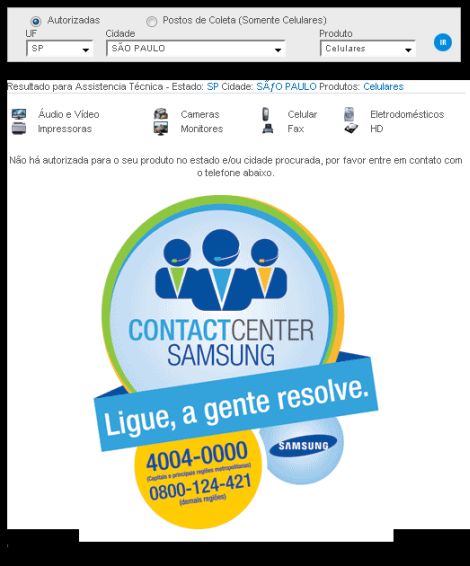 Autorizadas Postos de Coleta (Somente Celulares)
UF Cidade Produto
SP SÃO PAULO Celulares IR
Resultado para Assistencia Técnica - Estado: SP Cidade: SÃƒO PAULO Produtos: Celulares
Áudio e Vídeo Cameras Celular Eletrodomésticos
Impressoras Monitores Fax HD
Não há autorizada para o seu produto no estado e/ou cidade procurada, por favor entre em contato com
o telefone abaixo.
CONTACTCENTER
SAMSUNG
Ligue, a gente resolve.
SAMSUNG
4004-0000
(Capitais e principais regiões metropolitanas)
0800-124-421
(demais regiões)